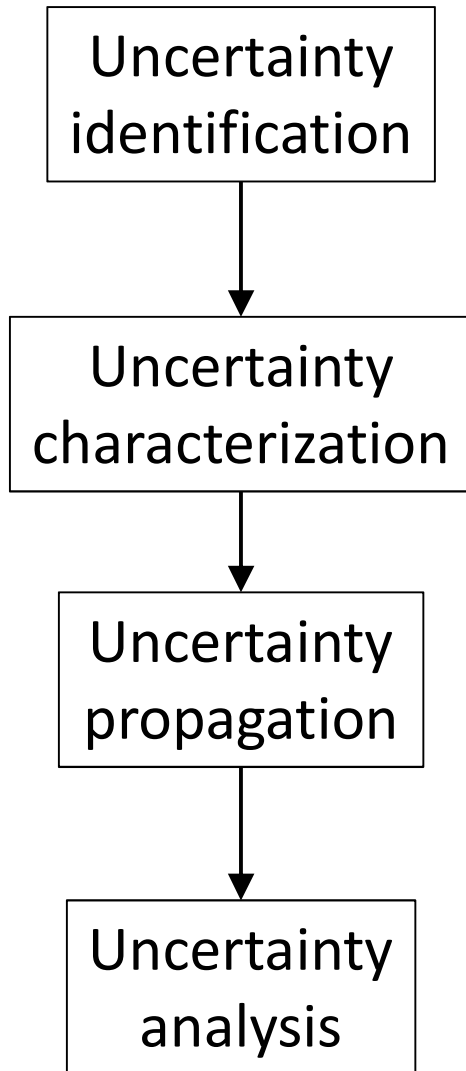 Uncertainty
identification
Uncertainty
characterization
Uncertainty
propagation
Uncertainty
analysis